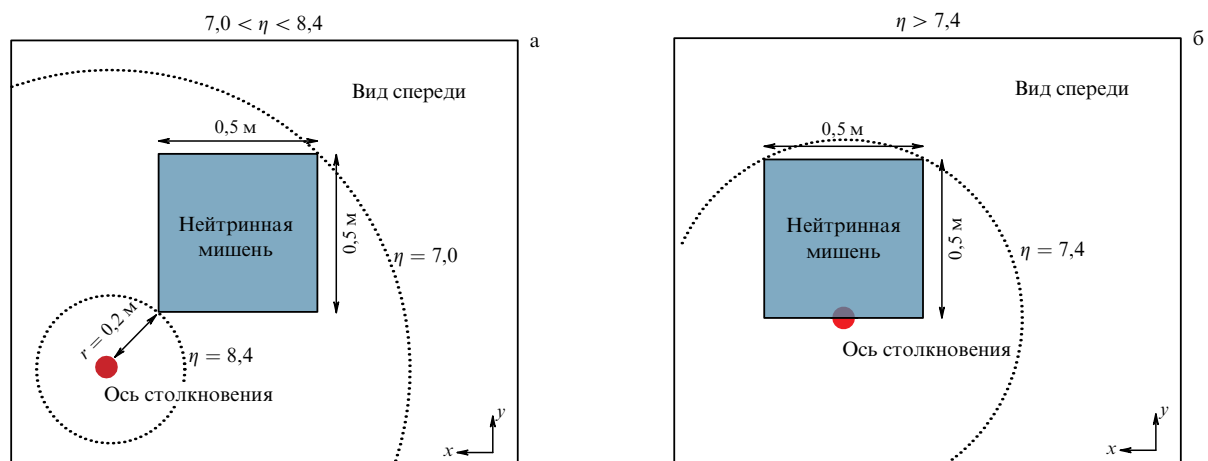 7,0 < η < 8,4
а
Вид спереди
0,5 м
Нейтринная
мишень
0,5 м
η = 7,0
r = 0,2 м
η = 8,4
Ось столкновения
y
x
η > 7,4
б
Вид спереди
0,5 м
Нейтринная
мишень
0,5 м
η = 7,4
Ось столкновения
y
x